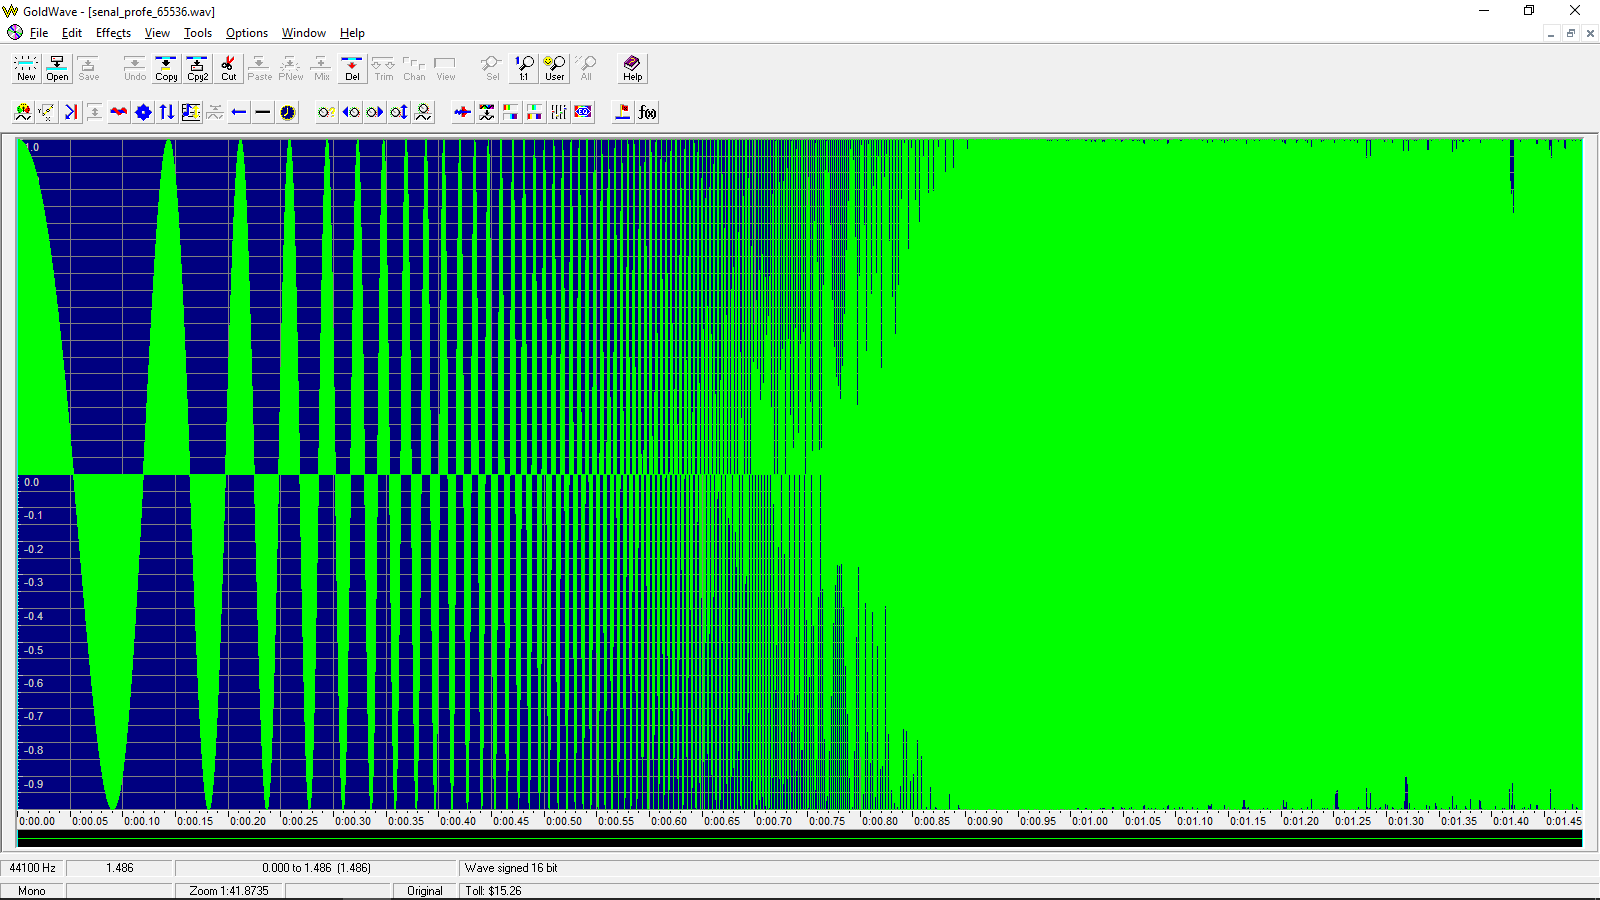 GoldWave - [senal_profe_65536.wav]
File Edit Effects View Tools Options Window Help
New Open Save Undo Copy Cpy2 Cut Paste PNew Mix Del Trim Chan View Sel 1:1 User All Help
f(x)
1.0
0.0
-0.1
-0.2
-0.3
-0.4
-0.5
-0.6
-0.7
-0.8
-0.9
0:00.00 0:00.05 0:00.10 0:00.15 0:00.20 0:00.25 0:00.30 0:00.35 0:00.40 0:00.45 0:00.50 0:00.55 0:00.60 0:00.65 0:00.70 0:00.75 0:00.80 0:00.85 0:00.90 0:00.95 0:01.00 0:01.05 0:01.10 0:01.15 0:01.20 0:01.25 0:01.30 0:01.35 0:01.40 0:01.45
44100 Hz 1.486 0.000 to 1.486 (1.486) Wave signed 16 bit
Mono Zoom 1:41.8735 Original Toll: $15.26